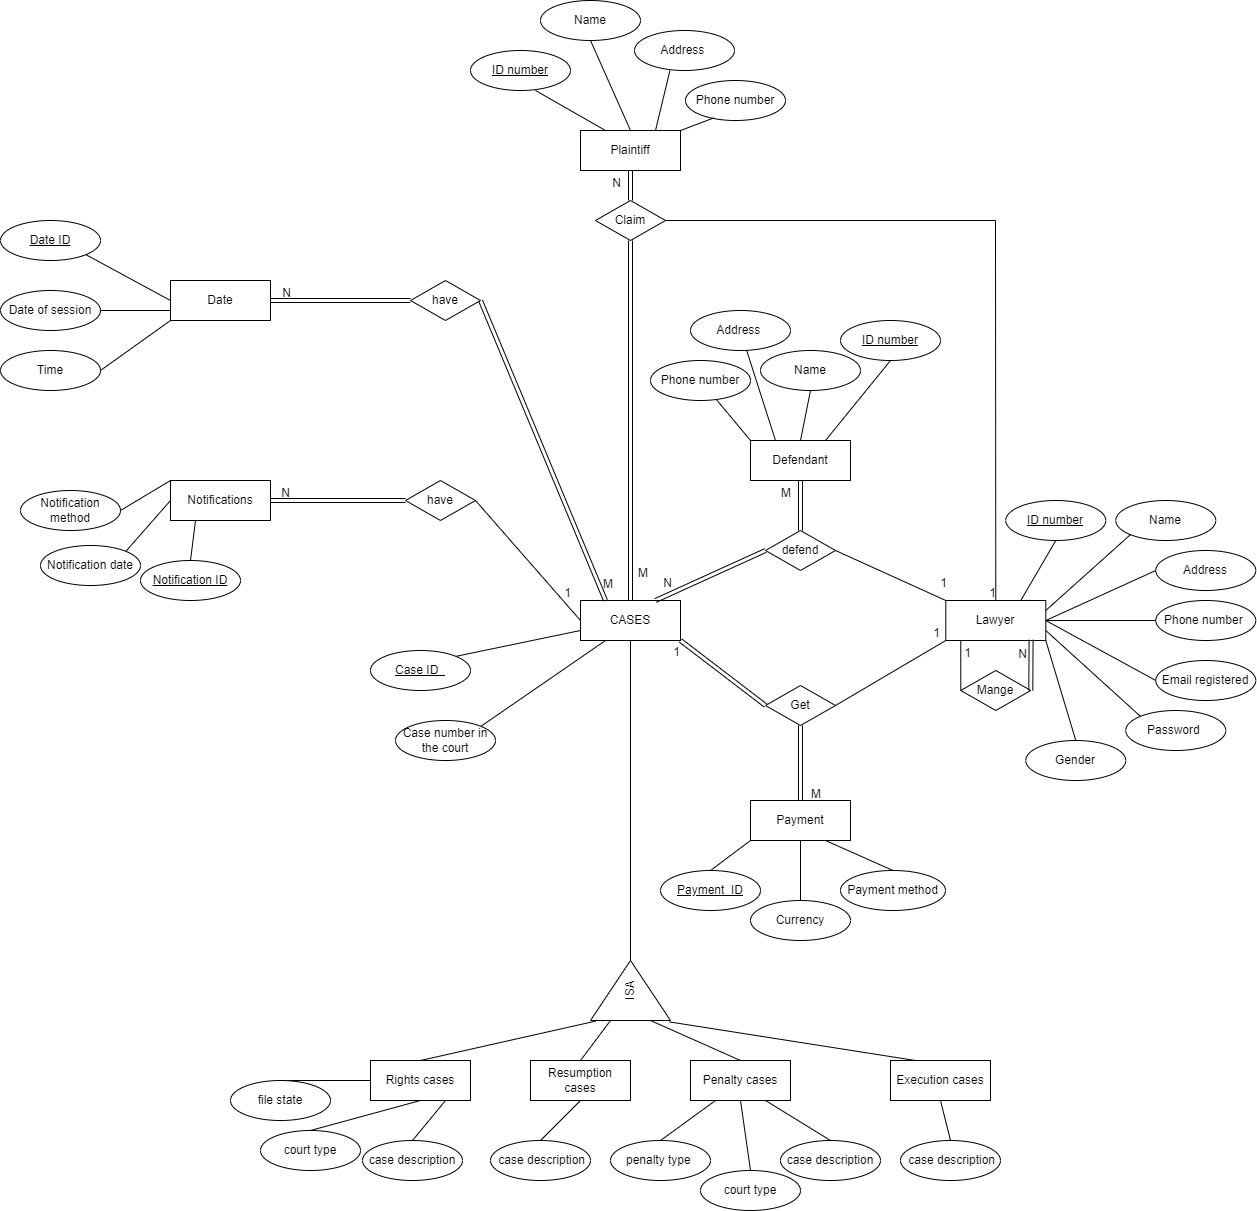 Name
Address
ID number
Phone number
Plaintiff
N
Claim
Date ID
Date
N
have
Date of session
Time
Address
ID number
Phone number
Name
Defendant
M
Notification
method
Notifications
N
have
Notification date
Notification ID
defend
ID number
Name
Address
Phone number
Email registered
Password
Gender
1
M
M
N
1
1
CASES
Lawyer
1
1
1
N
Mange
Case ID
Case number in
the court
Get
M
Payment
Payment_ID
Currency
Payment method
ISA
Rights cases
Resumption
cases
Penalty cases
Execution cases
file state
court type
case description
case description
penalty type
court type
case description
case description